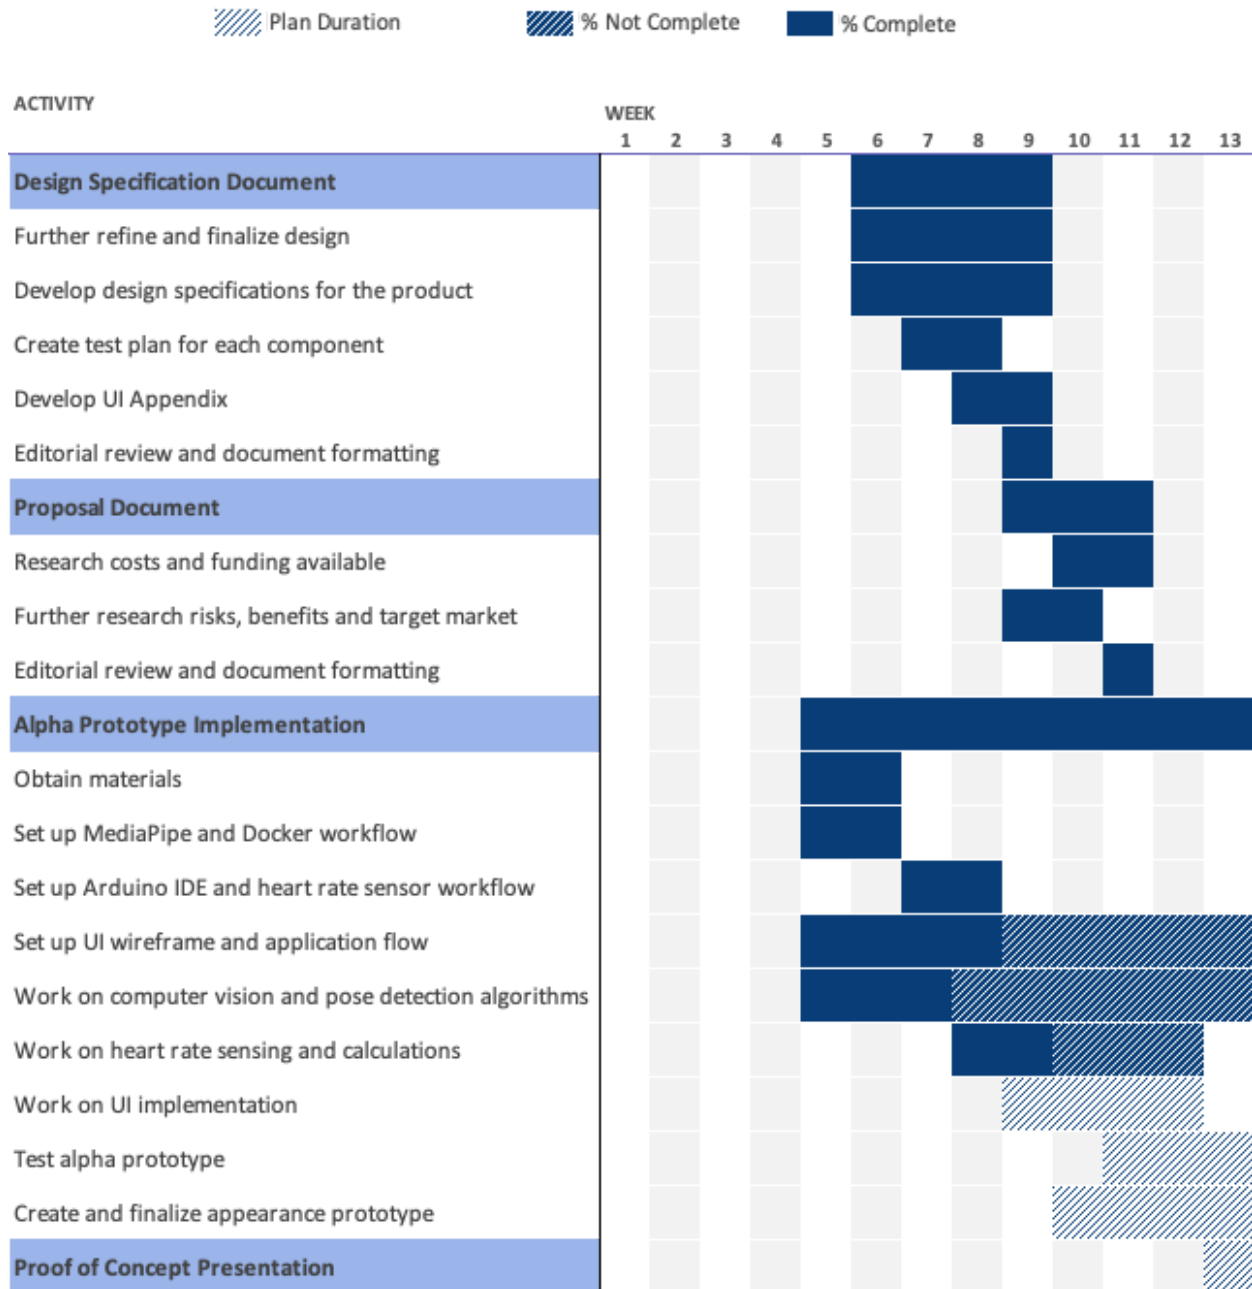 Plan Duration % Not Complete % Complete
ACTIVITY
WEEK
1 2 3 4 5 6 7 8 9 10 11 12 13
Design Specification Document
Further refine and finalize design
Develop design specifications for the product
Create test plan for each component
Develop UI Appendix
Editorial review and document formatting
Proposal Document
Research costs and funding available
Further research risks, benefits and target market
Editorial review and document formatting
Alpha Prototype Implementation
Obtain materials
Set up MediaPipe and Docker workflow
Set up Arduino IDE and heart rate sensor workflow
Set up UI wireframe and application flow
Work on computer vision and pose detection algorithms
Work on heart rate sensing and calculations
Work on UI implementation
Test alpha prototype
Create and finalize appearance prototype
Proof of Concept Presentation